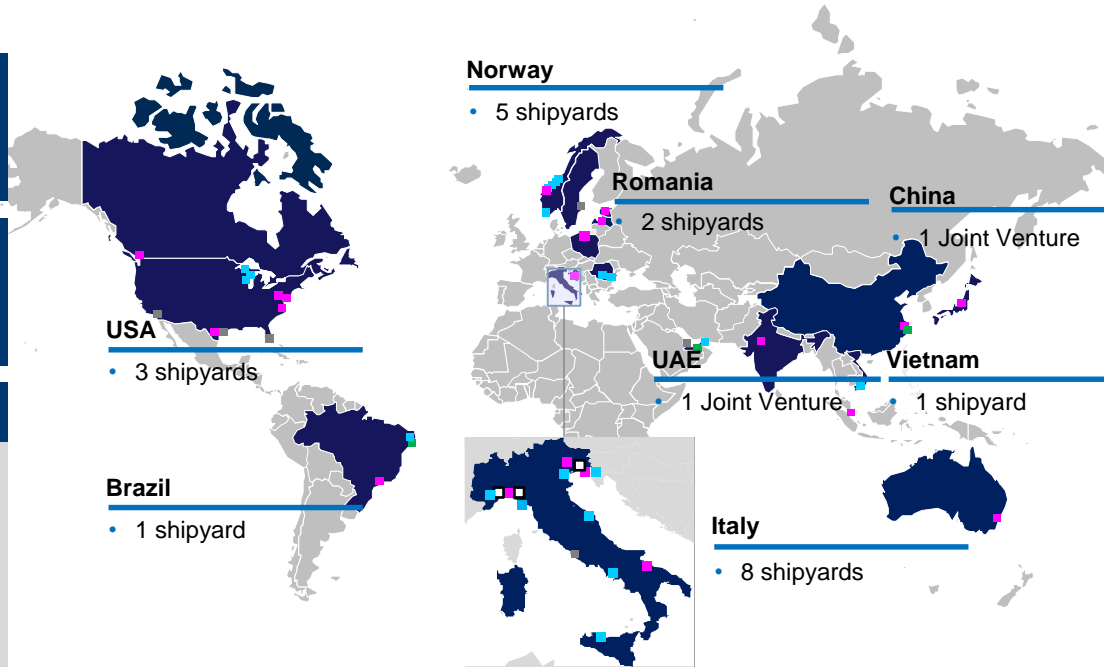 Norway
• 5 shipyards
Romania
• 2 shipyards
China
• 1 Joint Venture
USA
• 3 shipyards
UAE
• 1 Joint Venture
Vietnam
• 1 shipyard
Brazil
• 1 shipyard
Italy
• 8 shipyards